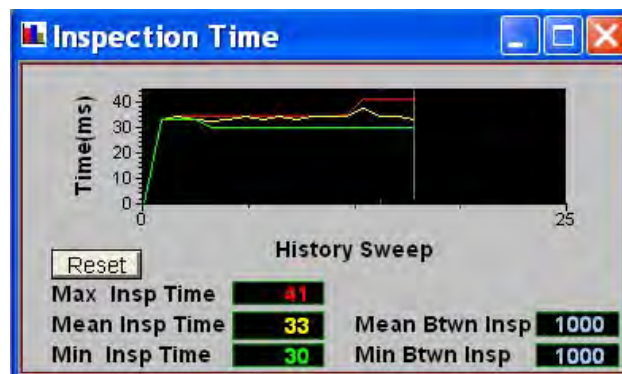 Inspection Time
Time(ms)
40
30
20
10
0
0
25
History Sweep
Reset
Max Insp Time 41
Mean Insp Time 33 Mean Btwn Insp 1000
Min Insp Time 30 Min Btwn Insp 1000